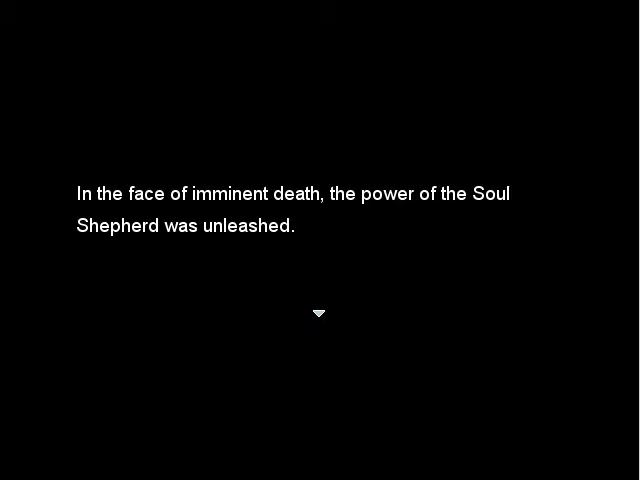 In the face of imminent death, the power of the Soul
Shepherd was unleashed.